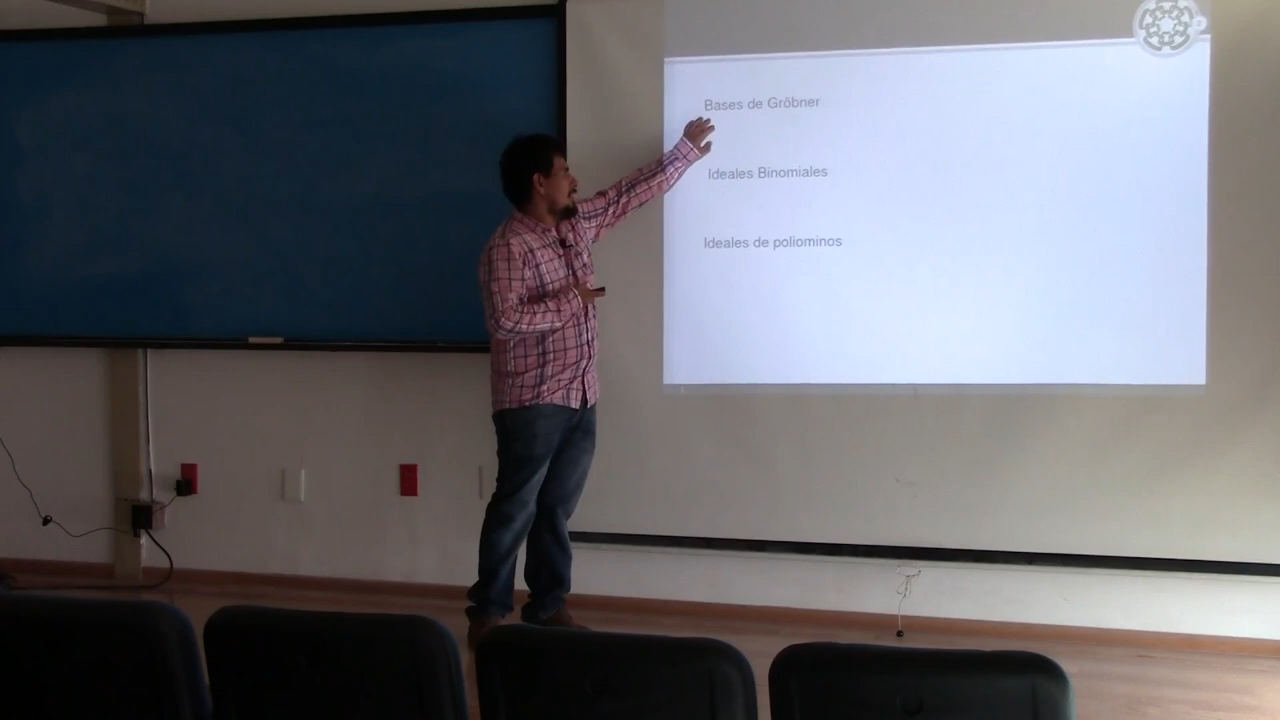 Bases de Gröbner
Ideales Binomiales
Ideales de poliominos